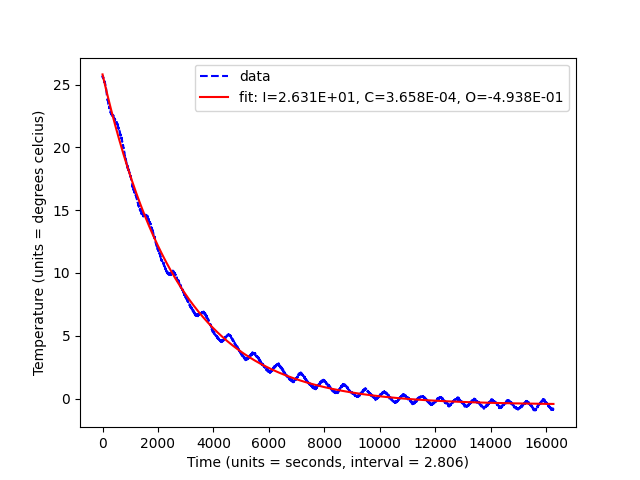 data
fit: I=2.631E+01, C=3.658E-04, O=-4.938E-01
25
20
15
10
5
0
Temperature (units = degrees celcius)
0 2000 4000 6000 8000 10000 12000 14000 16000
Time (units = seconds, interval = 2.806)